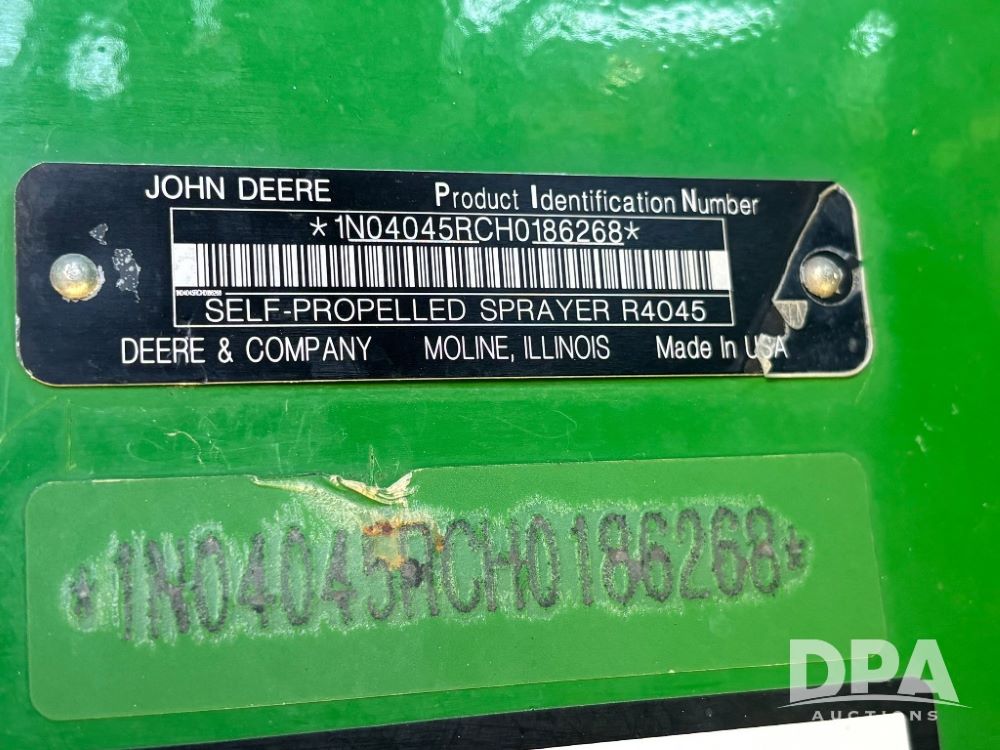 JOHN DEERE Product Identification Number
*1N04045RCH0186268*
1N04045RCH0186268
SELF-PROPELLED SPRAYER R4045
DEERE & COMPANY MOLINE, ILLINOIS Made In USA
*1N04045RCH0186268*
DPA
AUCTIONS